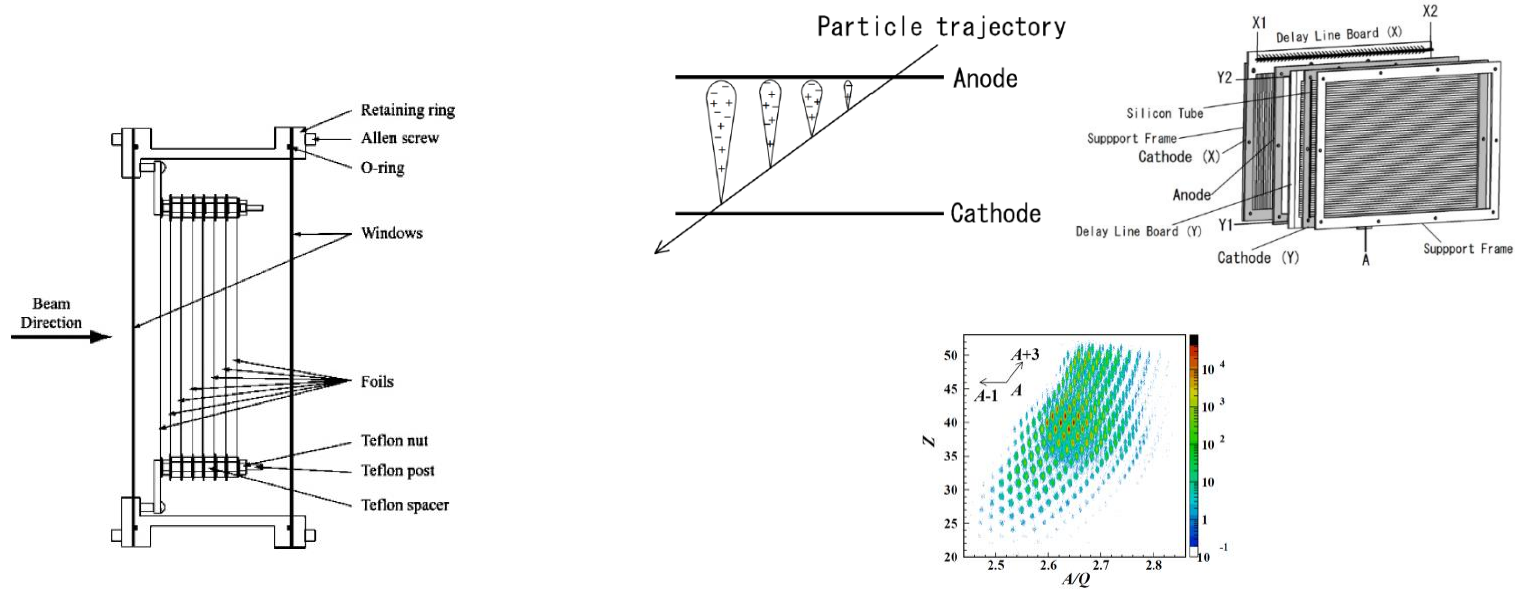 Retaining ring
Allen screw
O-ring
Windows
Beam
Direction
Foils
Teflon nut
Teflon post
Teflon spacer
Particle trajectory
Anode
Cathode
X1
X2
Delay Line Board (X)
Y2
Silicon Tube
Suppport Frame
Cathode (X)
Anode
Y1
Delay Line Board (Y)
Cathode (Y)
A
Suppport Frame
50
45
40
35
30
25
20
Z
A+3
A-1
A
2.5
2.6
2.7
2.8
A/Q
10 4
10 3
10 2
10
1
10 -1